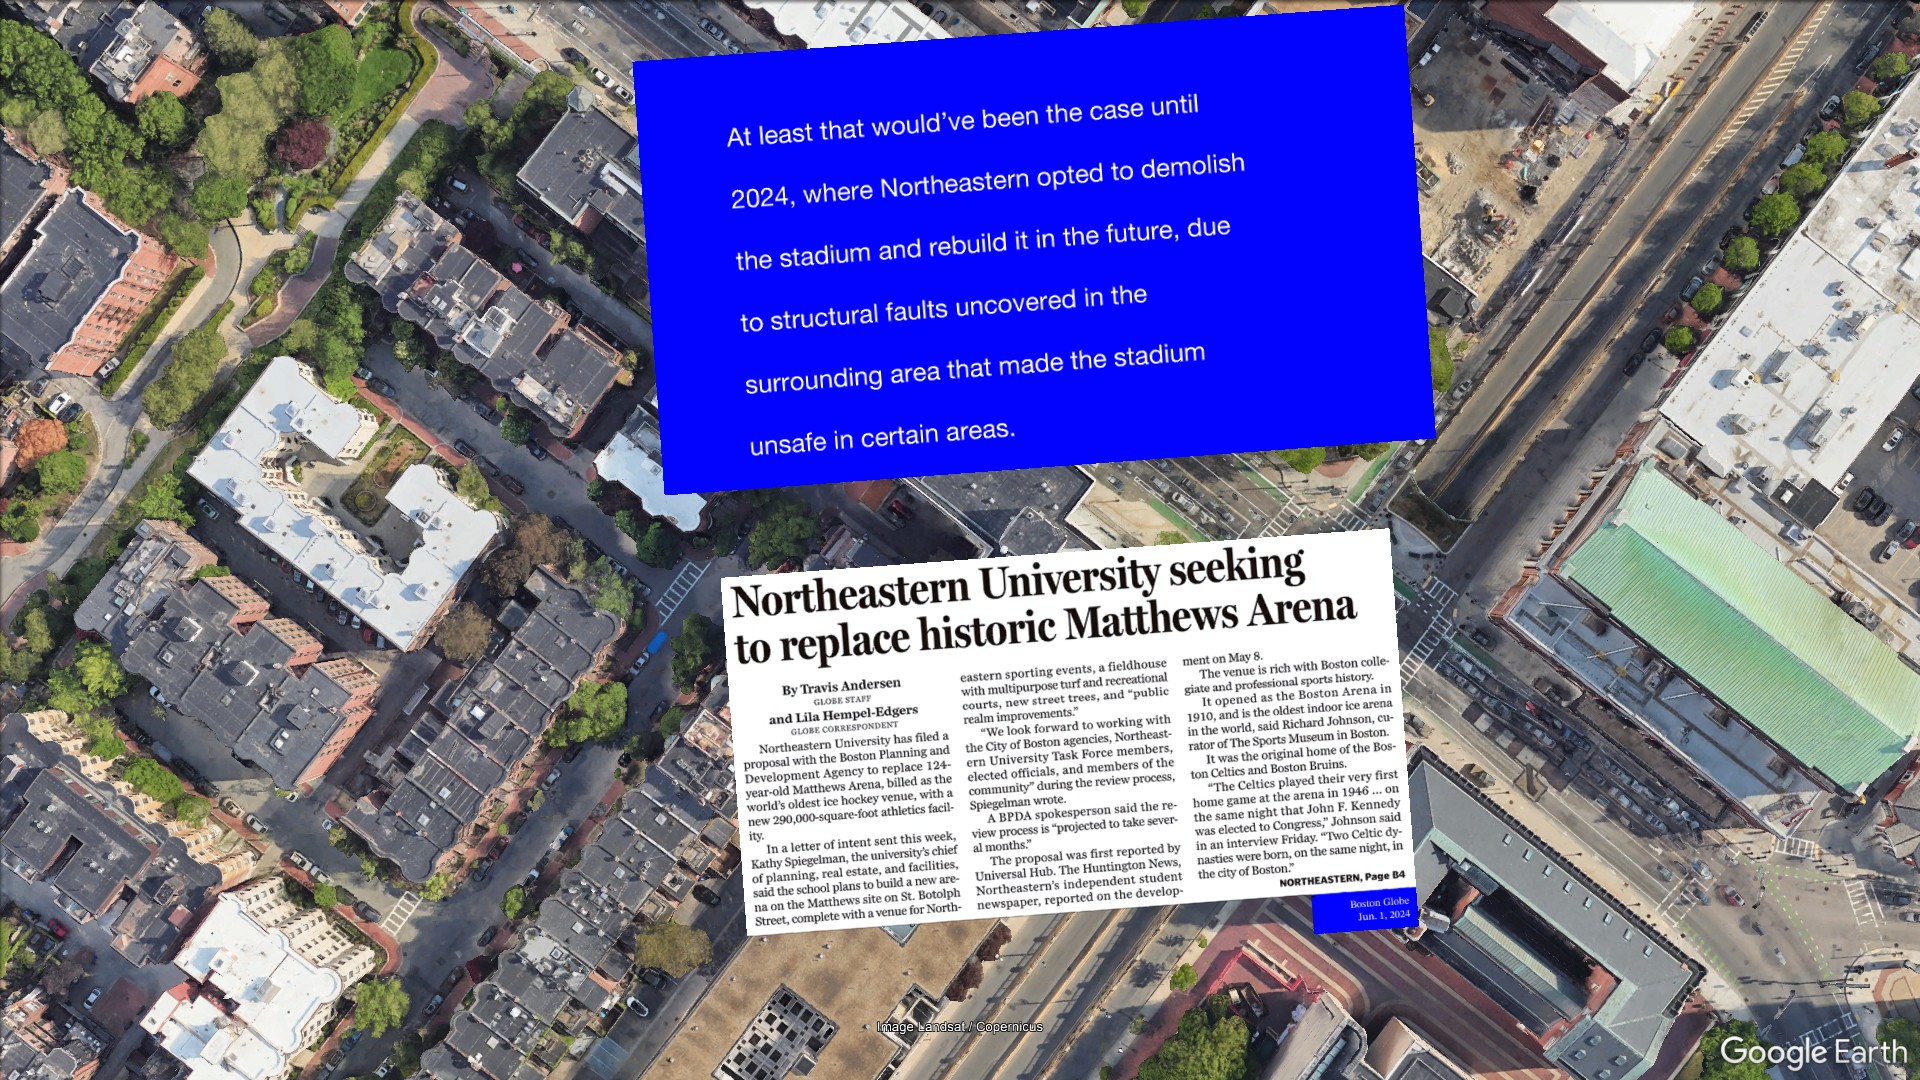 At least that would’ve been the case until
2024, where Northeastern opted to demolish
the stadium and rebuild it in the future, due
to structural faults uncovered in the
surrounding area that made the stadium
unsafe in certain areas.
Northeastern University seeking
to replace historic Matthews Arena
By Travis Andersen
GLOBE STAFF
and Lila Hempel-Edgers
GLOBE CORRESPONDENT
Northeastern University has filed a
proposal with the Boston Planning and
Development Agency to replace 124-
year-old Matthews Arena, billed as the
world’s oldest ice hockey venue, with a
new 290,000-square-foot athletics facil-
ity.
In a letter of intent sent this week,
Kathy Spiegelman, the university’s chief
of planning, real estate, and facilities,
said the school plans to build a new are-
na on the Matthews site on St. Botolph
Street, complete with a venue for North-
eastern sporting events, a fieldhouse
with multipurpose turf and recreational
courts, new street trees, and “public
realm improvements.”
“We look forward to working with
the City of Boston agencies, Northeast-
ern University Task Force members,
elected officials, and members of the
community” during the review process,
Spiegelman wrote.
A BPDA spokesperson said the re-
view process is “projected to take sever-
al months.”
The proposal was first reported by
Universal Hub. The Huntington News,
Northeastern’s independent student
newspaper, reported on the develop-
ment on May 8.
The venue is rich with Boston colle-
giate and professional sports history.
It opened as the Boston Arena in
1910, and is the oldest indoor ice arena
in the world, said Richard Johnson, cu-
rator of The Sports Museum in Boston.
It was the original home of the Bos-
ton Celtics and Boston Bruins.
“The Celtics played their very first
home game at the arena in 1946 ... on
the same night that John F. Kennedy
was elected to Congress,” Johnson said
in an interview Friday. “Two Celtic dy-
nasties were born, on the same night, in
the city of Boston.”
NORTHEASTERN, Page B4
Boston Globe
Jun. 1, 2024
Image Landsat / Copernicus
Google Earth